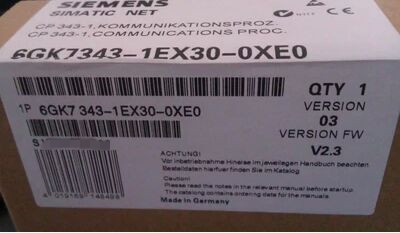 SIEMENS
SIMATIC NET
CP 343-1, KOMMUNIKATIONSPROZ.
CP 343-1, COMMUNICATIONS PROC.
6GK7343-1EX30-0XE0
1P 6GK7 343-1EX30-0XE0
S
QTY 1
VERSION
03
VERSION FW
V2.3
ACHTUNG!
Vor Inbetriebnahme Hinweise im jeweiligen Handbuch beachten
Bestelldaten hierfuer finden Sie im Katalog
Caution!
Please read the notes in the relevant manual before startup.
The catalog contains ordering data for the manuals.
Made in Germany